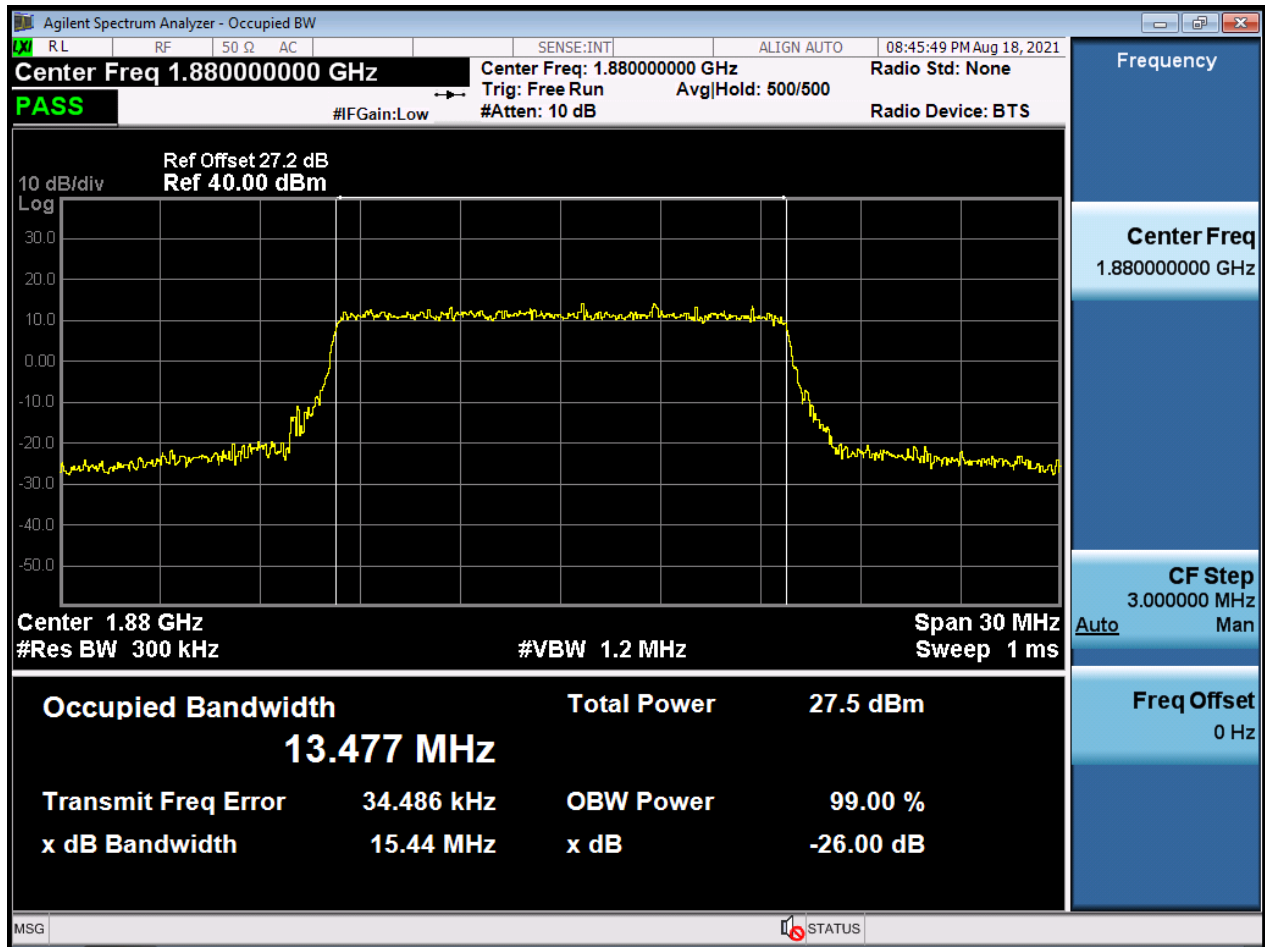 Agilent Spectrum Analyzer - Occupied BW
LXI RL RF 50 Ω AC SENSE:INT ALIGN AUTO 08:45:49 PM Aug 18, 2021
Center Freq 1.880000000 GHz
Center Freq: 1.880000000 GHz
Radio Std: None
Trig: Free Run Avg|Hold: 500/500
PASS
#IFGain:Low
#Atten: 10 dB
Radio Device: BTS
Ref Offset 27.2 dB
10 dB/div Ref 40.00 dBm
Log
30.0
20.0
10.0
0.00
-10.0
-20.0
-30.0
-40.0
-50.0
Center 1.88 GHz Span 30 MHz
#Res BW 300 kHz #VBW 1.2 MHz Sweep 1 ms
Occupied Bandwidth Total Power 27.5 dBm
13.477 MHz
Transmit Freq Error 34.486 kHz OBW Power 99.00 %
x dB Bandwidth 15.44 MHz x dB -26.00 dB
MSG STATUS
Frequency
Center Freq
1.880000000 GHz
CF Step
3.000000 MHz
Auto Man
Freq Offset
0 Hz